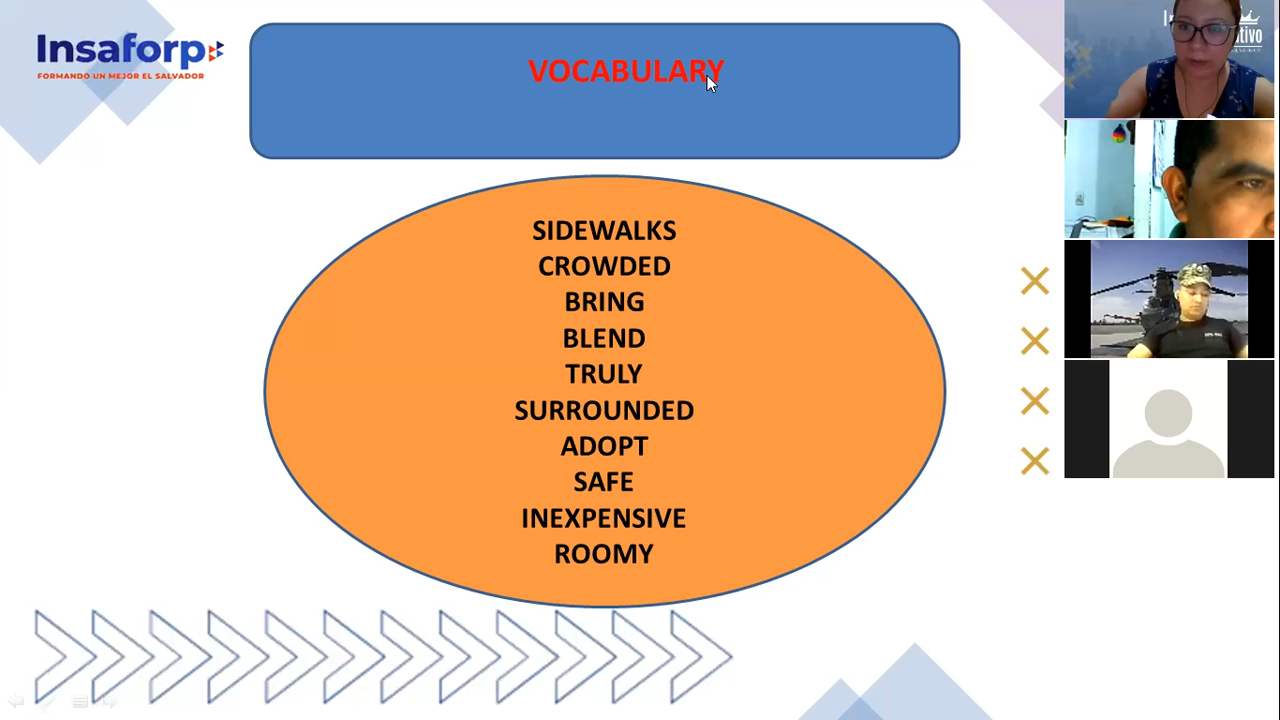 Insaforp
FORMANDO UN MEJOR EL SALVADOR
VOCABULARY
SIDEWALKS
CROWDED
BRING
BLEND
TRULY
SURROUNDED
ADOPT
SAFE
INEXPENSIVE
ROOMY